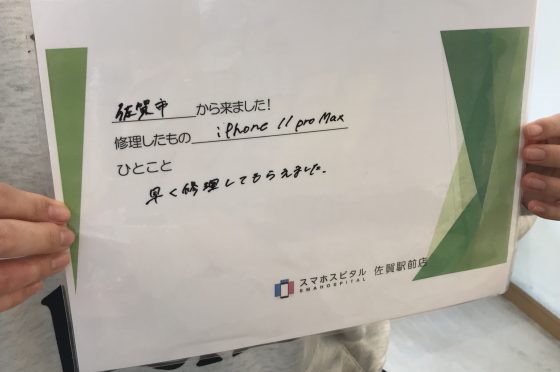 佐賀市から来ました!
修理したもの iPhone 11 pro Max
ひとこと
早く修理してもらえました。
スマホスピタル 佐賀駅前店
SMAHOSPITAL